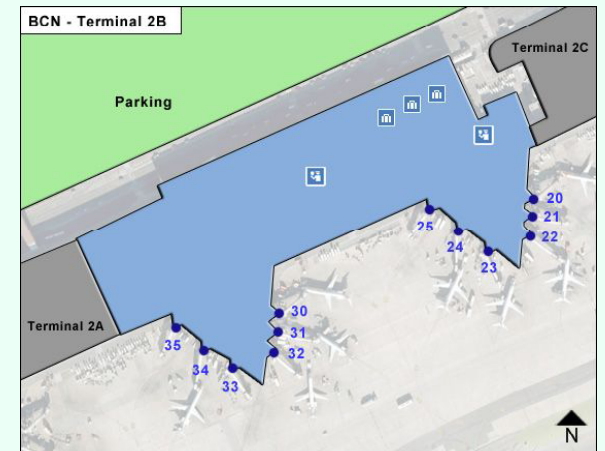 BCN - Terminal 2B
Terminal 2C
Parking
20
21
25
22
24
23
30
Terminal 2A
31
35
32
34
33
N